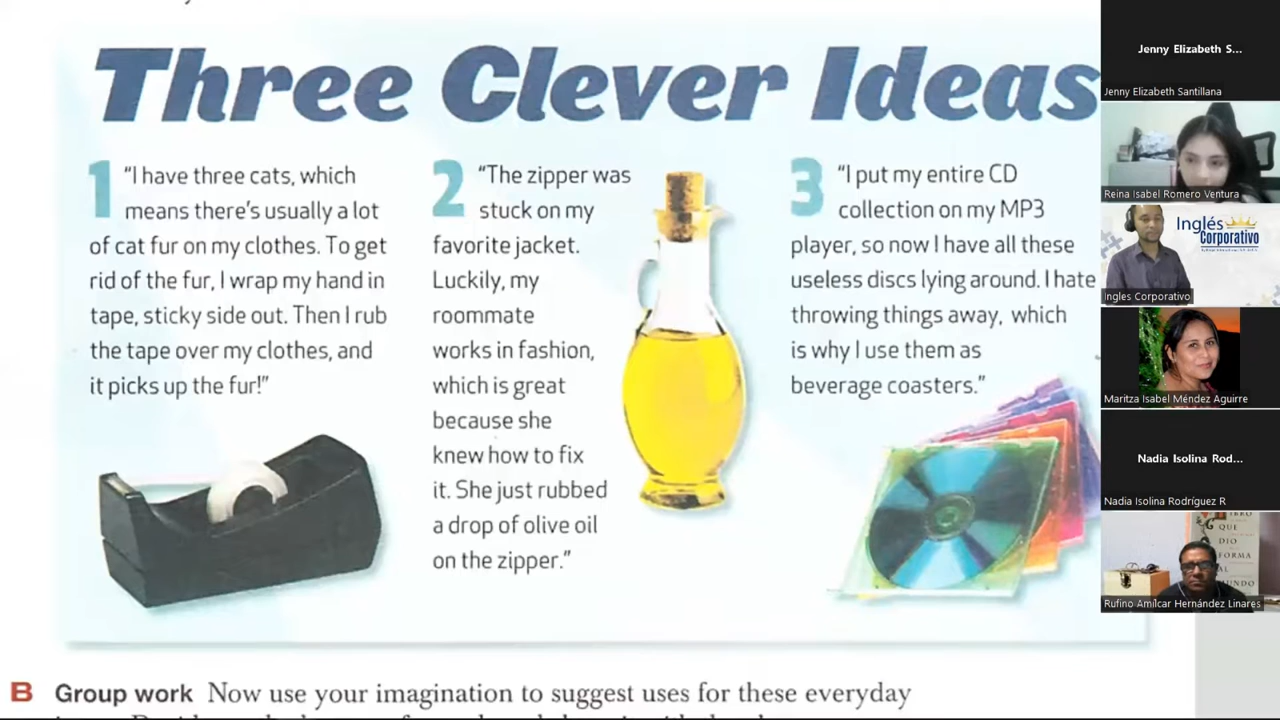 Three Clever Ideas
1 "I have three cats, which
means there's usually a lot
of cat fur on my clothes. To get
rid of the fur, I wrap my hand in
tape, sticky side out. Then I rub
the tape over my clothes, and
it picks up the fur!"
2 "The zipper was
stuck on my
favorite jacket.
Luckily, my
roommate
works in fashion,
which is great
because she
knew how to fix
it. She just rubbed
a drop of olive oil
on the zipper."
3 "I put my entire CD
collection on my MP3
player, so now I have all these
useless discs lying around. I hate
throwing things away, which
is why I use them as
beverage coasters."
B Group work Now use your imagination to suggest uses for these everyday
Jenny Elizabeth S...
Jenny Elizabeth Santillana
Reina Isabel Romero Ventura
Inglés
Corporativo
Ingles Corporativo
Maritza Isabel Méndez Aguirre
Nadia Isolina Rod...
Nadia Isolina Rodríguez R
QUE
DIO
FORMA
AL
MUNDO
Rufino Amílcar Hernández Linares